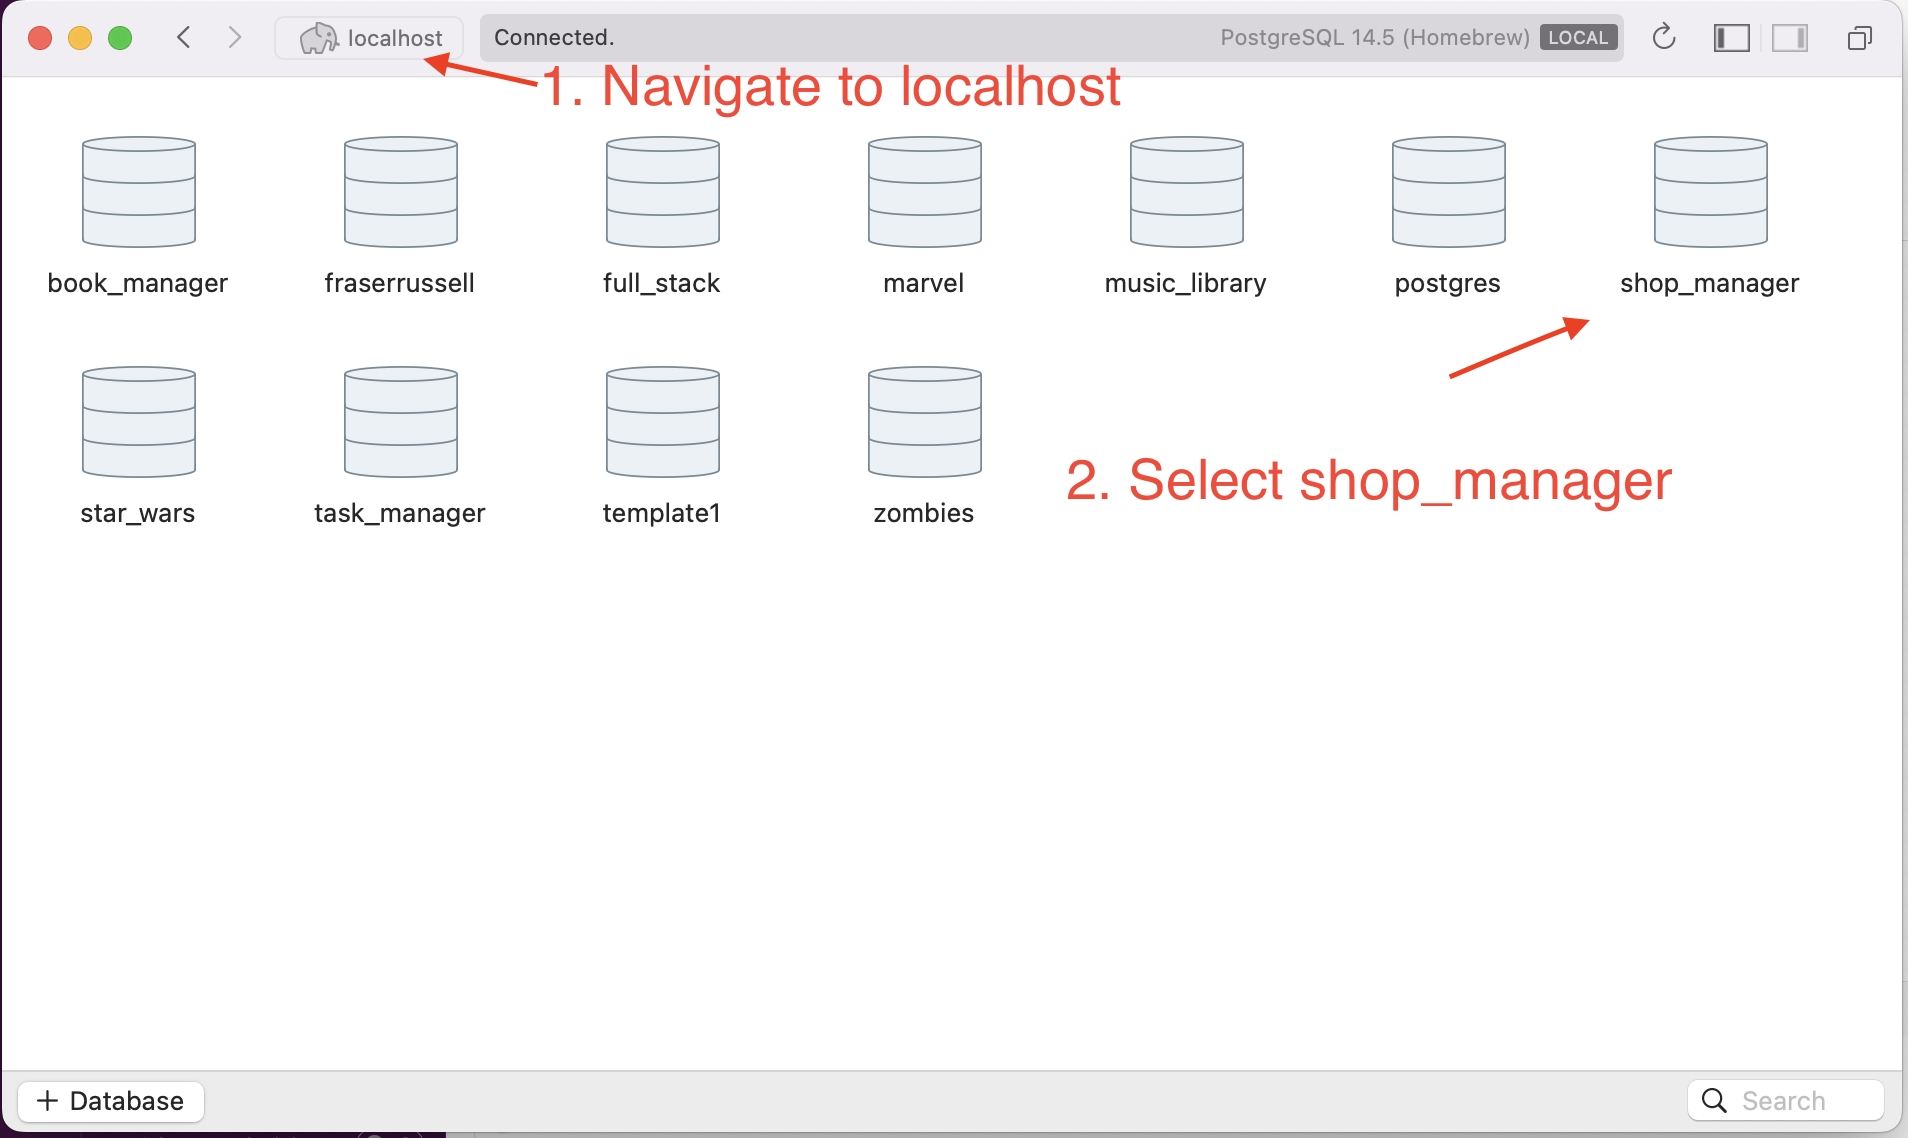 localhost
Connected.
PostgreSQL 14.5 (Homebrew) LOCAL
1. Navigate to localhost
book_manager
fraserrussell
full_stack
marvel
music_library
postgres
shop_manager
2. Select shop_manager
star_wars
task_manager
template1
zombies
+ Database
Search